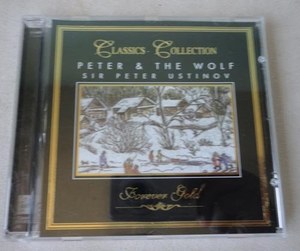 CLASSICS - COLLECTION
PETER & THE WOLF
SIR PETER USTINOV
Forever Gold